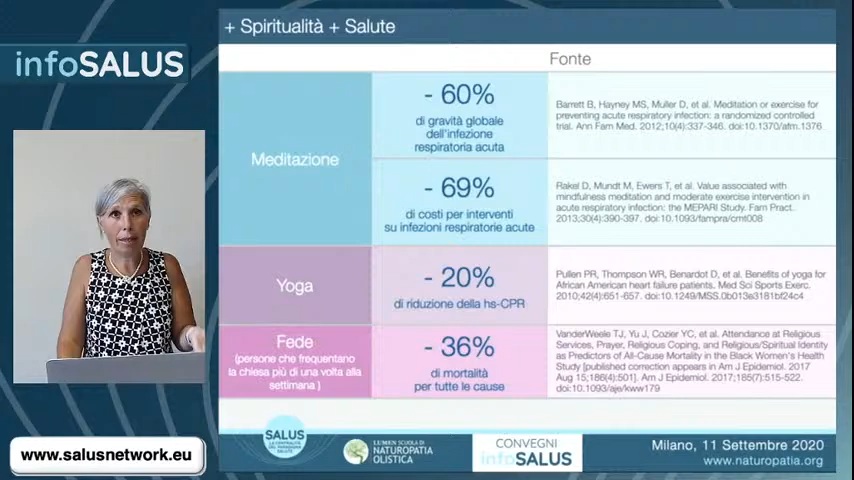 infoSALUS
+ Spiritualità + Salute
Fonte
Meditazione
- 60%
di gravità globale
dell'infezione
respiratoria acuta
Barrett B, Hayney MS, Muller D, et al. Meditation or exercise for
preventing acute respiratory infection: a randomized controlled
trial. Ann Fam Med. 2012;10(4):337-346. doi:10.1370/afm.1376
- 69%
di costi per interventi
su infezioni respiratorie acute
Rakel D, Mundt M, Ewers T, et al. Value associated with
mindfulness meditation and moderate exercise intervention in
acute respiratory infection: the MEPARI Study. Fam Pract.
2013;30(4):390-397. doi:10.1093/fampra/cmt008
Yoga
- 20%
di riduzione della hs-CPR
Pullen PR, Thompson WR, Benardot D, et al. Benefits of yoga for
African American heart failure patients. Med Sci Sports Exerc.
2010;42(4):651-657. doi:10.1249/MSS.0b013e3181bf24c4
Fede
(persone che frequentano
la chiesa più di una volta alla
settimana )
- 36%
di mortalità
per tutte le cause
VanderWeele TJ, Yu J, Cozier YC, et al. Attendance at Religious
Services, Prayer, Religious Coping, and Religious/Spiritual Identity
as Predictors of All-Cause Mortality in the Black Women's Health
Study [published correction appears in Am J Epidemiol. 2017
Aug 15;186(4):501]. Am J Epidemiol. 2017;185(7):515-522.
doi:10.1093/aje/kww179
www.salusnetwork.eu
SALUS
LUMEN SCUOLA DI
NATUROPATIA
OLISTICA
CONVEGNI
infoSALUS
Milano, 11 Settembre 2020
www.naturopatia.org